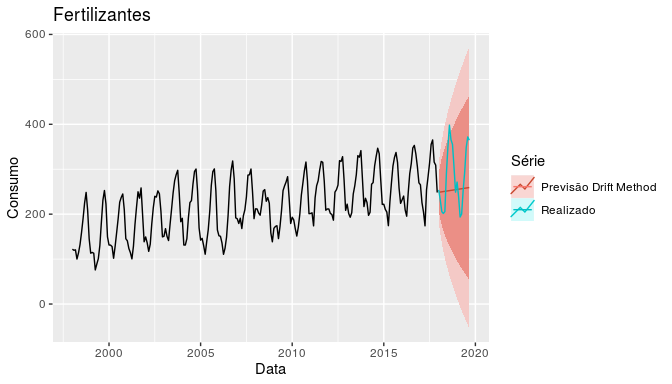 Fertilizantes
600
400
200
0
Consumo
2000
2005
2010
2015
2020
Data
Série
Previsão Drift Method
Realizado